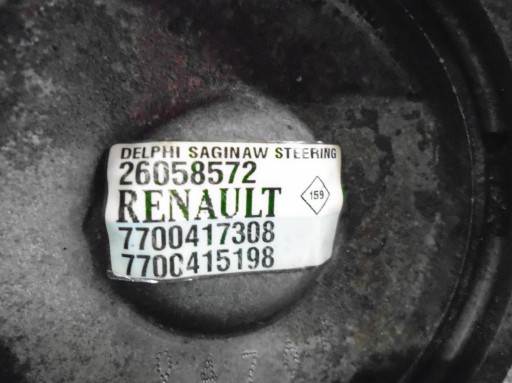 DELPHI SAGINAW STEERING
26058572
RENAULT 159
7700417308
7700415198